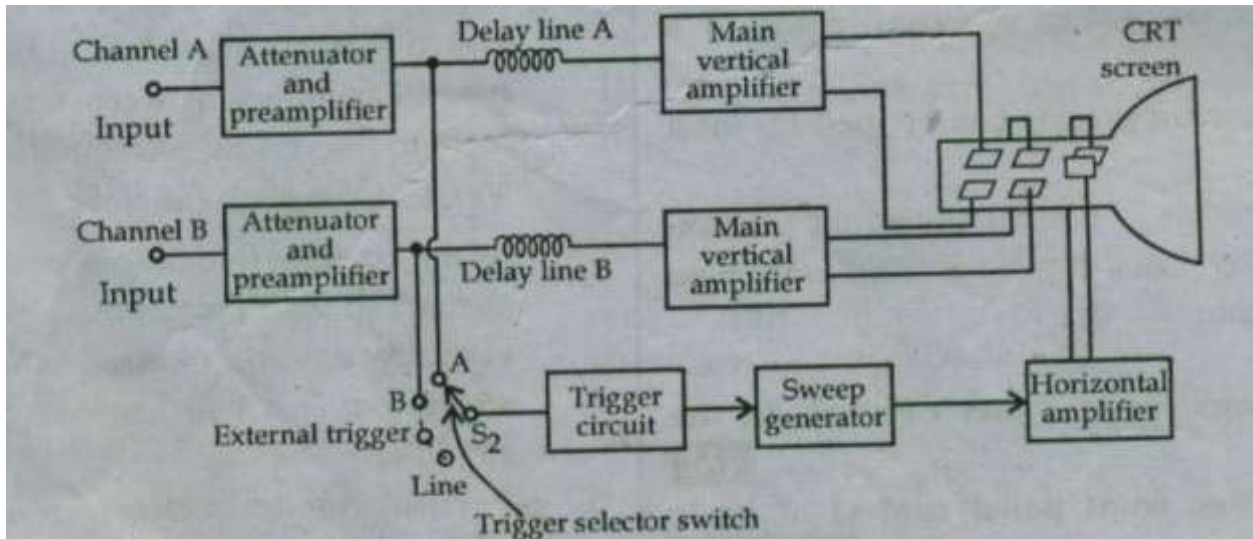 Channel A
Input
Attenuator
and
preamplifier
Delay line A
Main
vertical
amplifier
CRT
screen
Channel B
Input
Attenuator
and
preamplifier
Delay line B
Main
vertical
amplifier
A
B
S2
External trigger
Line
Trigger selector switch
Trigger
circuit
Sweep
generator
Horizontal
amplifier